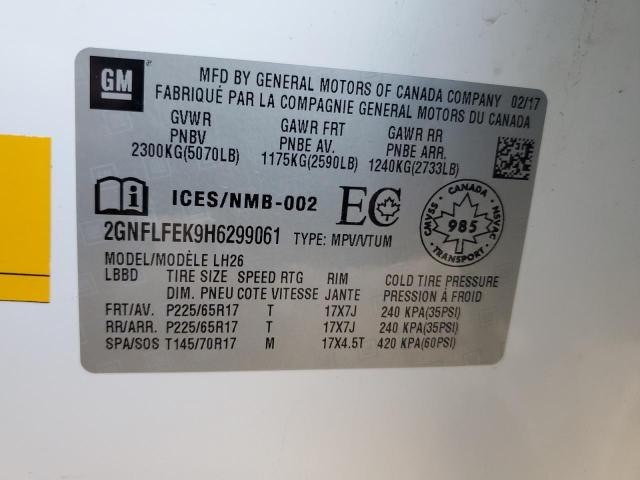 GM
MFD BY GENERAL MOTORS OF CANADA COMPANY 02/17
FABRIQUÉ PAR LA COMPAGNIE GENERAL MOTORS DU CANADA
GVWR GAWR FRT GAWR RR
PNBV PNBE AV. PNBE ARR.
2300KG(5070LB) 1175KG(2590LB) 1240KG(2733LB)
ICES/NMB-002 EC
CANADA
CMVSS 985 NSVAC
TRANSPORT
2GNFLFEK9H6299061 TYPE: MPV/VTUM
MODEL/MODÈLE LH26
LBBD TIRE SIZE SPEED RTG RIM COLD TIRE PRESSURE
DIM. PNEU COTE VITESSE JANTE PRESSION À FROID
FRT/AV. P225/65R17 T 17X7J 240 KPA(35PSI)
RR/ARR. P225/65R17 T 17X7J 240 KPA(35PSI)
SPA/SOS T145/70R17 M 17X4.5T 420 KPA(60PSI)